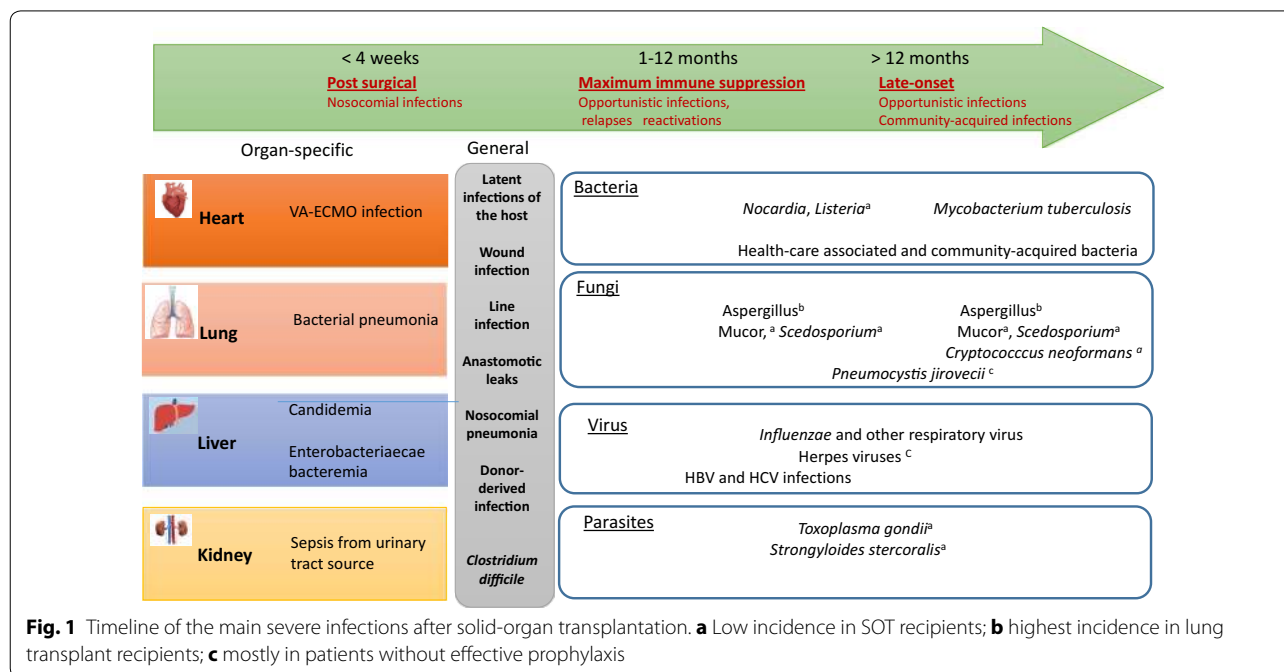 < 4 weeks
Post surgical
Nosocomial infections
1-12 months
Maximum immune suppression
Opportunistic infections,
relapses reactivations
> 12 months
Late-onset
Opportunistic infections
Community-acquired infections
Organ-specific
General
Heart
VA-ECMO infection
Lung
Bacterial pneumonia
Liver
Candidemia
Enterobacteriaecae
bacteremia
Kidney
Sepsis from urinary
tract source
Latent
infections of
the host
Wound
infection
Line
infection
Anastomotic
leaks
Nosocomial
pneumonia
Donor-
derived
infection
Clostridium
difficile
Bacteria
Nocardia, Listeriaᵃ
Mycobacterium tuberculosis
Health-care associated and community-acquired bacteria
Fungi
Aspergillusᵇ
Mucor, ᵃ Scedosporiumᵃ
Aspergillusᵇ
Mucorᵃ, Scedosporiumᵃ
Cryptococccus neoformans ᵃ
Pneumocystis jirovecii ᶜ
Virus
Influenzae and other respiratory virus
Herpes viruses ᶜ
HBV and HCV infections
Parasites
Toxoplasma gondiiᵃ
Strongyloides stercoralisᵃ
Fig. 1 Timeline of the main severe infections after solid-organ transplantation. a Low incidence in SOT recipients; b highest incidence in lung
transplant recipients; c mostly in patients without effective prophylaxis